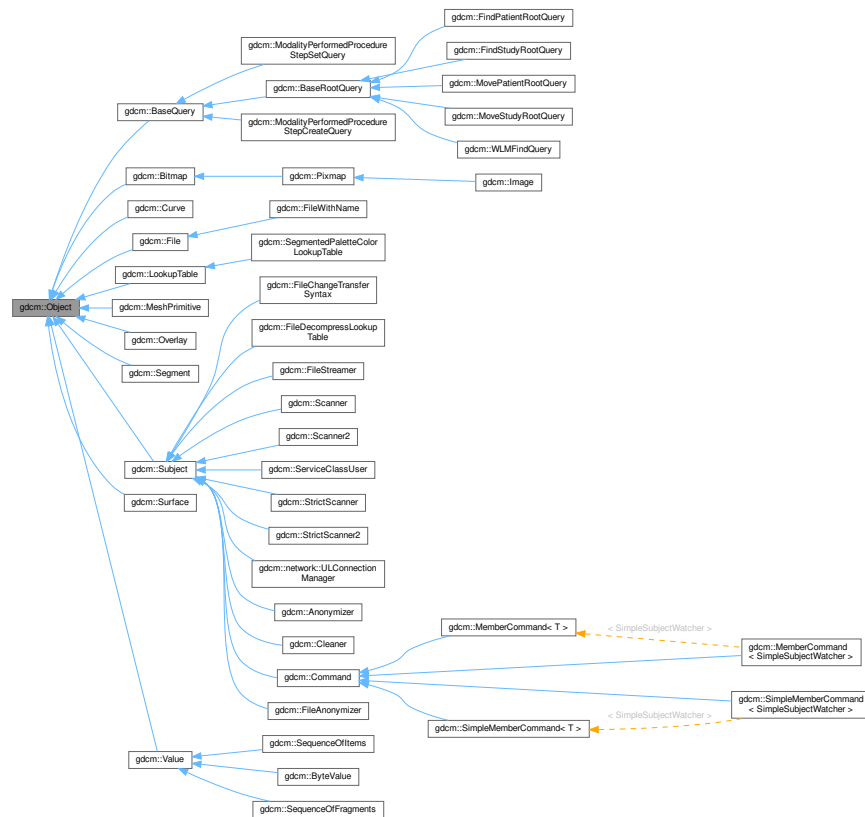 gdcm::FindPatientRootQuery
gdcm::ModalityPerformedProcedure
StepSetQuery
gdcm::FindStudyRootQuery
gdcm::BaseRootQuery
gdcm::MovePatientRootQuery
gdcm::BaseQuery
gdcm::MoveStudyRootQuery
gdcm::ModalityPerformedProcedure
StepCreateQuery
gdcm::WLMFindQuery
gdcm::Bitmap
gdcm::Pixmap
gdcm::Image
gdcm::Curve
gdcm::FileWithName
gdcm::File
gdcm::SegmentedPaletteColor
LookupTable
gdcm::LookupTable
gdcm::FileChangeTransfer
Syntax
gdcm::Object
gdcm::MeshPrimitive
gdcm::FileDecompressLookup
Table
gdcm::Overlay
gdcm::Segment
gdcm::FileStreamer
gdcm::Scanner
gdcm::Scanner2
gdcm::Subject
gdcm::ServiceClassUser
gdcm::Surface
gdcm::StrictScanner
gdcm::StrictScanner2
gdcm::network::ULConnection
Manager
gdcm::Anonymizer
gdcm::MemberCommand< T >
< SimpleSubjectWatcher >
gdcm::Cleaner
gdcm::MemberCommand
< SimpleSubjectWatcher >
gdcm::Command
gdcm::SimpleMemberCommand
< SimpleSubjectWatcher >
gdcm::FileAnonymizer
< SimpleSubjectWatcher >
gdcm::SimpleMemberCommand< T >
gdcm::SequenceOfItems
gdcm::Value
gdcm::ByteValue
gdcm::SequenceOfFragments